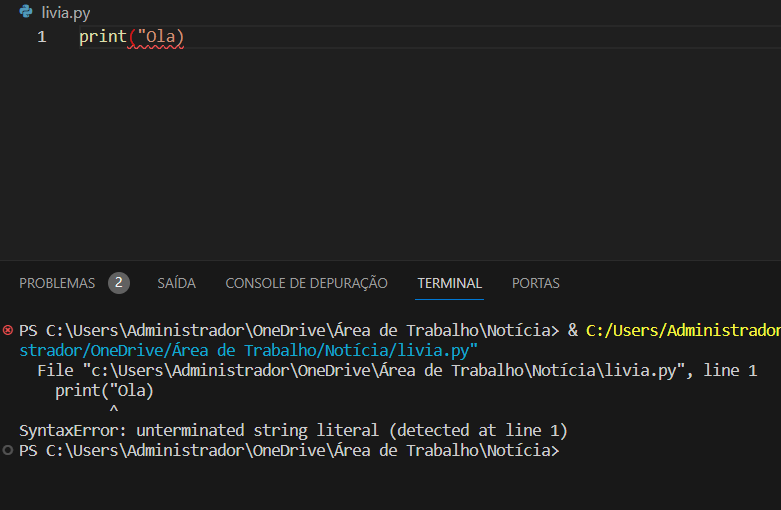 livia.py
1 print("Ola)
PROBLEMAS 2 SAÍDA CONSOLE DE DEPURAÇÃO TERMINAL PORTAS
PS C:\Users\Administrador\OneDrive\Área de Trabalho\Notícia> & C:/Users/Administrador
strador/OneDrive/Área de Trabalho/Notícia/livia.py"
File "c:\Users\Administrador\OneDrive\Área de Trabalho\Notícia\livia.py", line 1
print("Ola)
^
SyntaxError: unterminated string literal (detected at line 1)
PS C:\Users\Administrador\OneDrive\Área de Trabalho\Notícia>